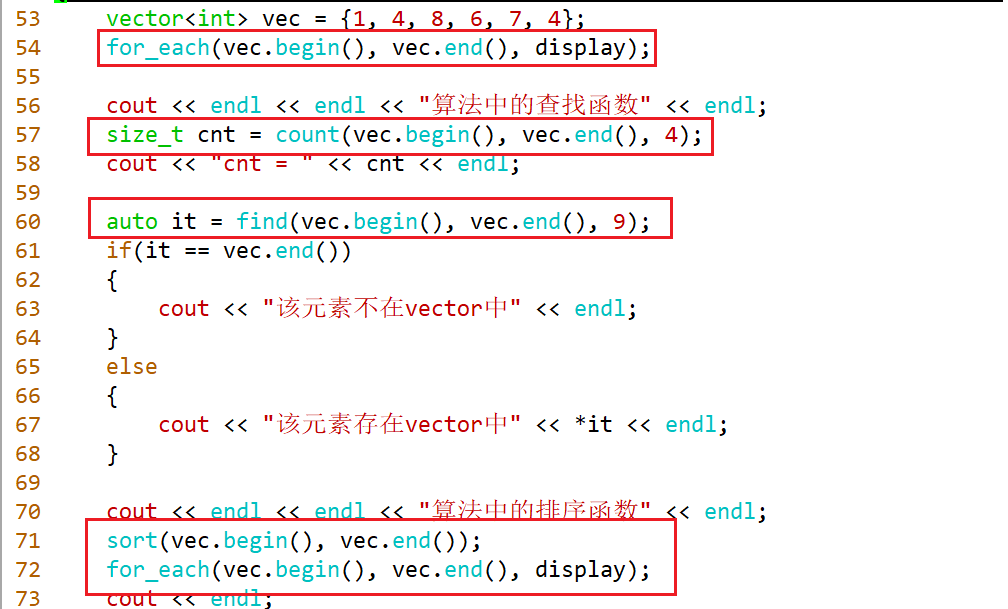 53 vector<int> vec = {1, 4, 8, 6, 7, 4};
54 for_each(vec.begin(), vec.end(), display);
55
56 cout << endl << endl << "算法中的查找函数" << endl;
57 size_t cnt = count(vec.begin(), vec.end(), 4);
58 cout << "cnt = " << cnt << endl;
59
60 auto it = find(vec.begin(), vec.end(), 9);
61 if(it == vec.end())
62 {
63 cout << "该元素不在vector中" << endl;
64 }
65 else
66 {
67 cout << "该元素存在vector中" << *it << endl;
68 }
69
70 cout << endl << endl << "算法中的排序函数" << endl;
71 sort(vec.begin(), vec.end());
72 for_each(vec.begin(), vec.end(), display);
73 cout << endl;